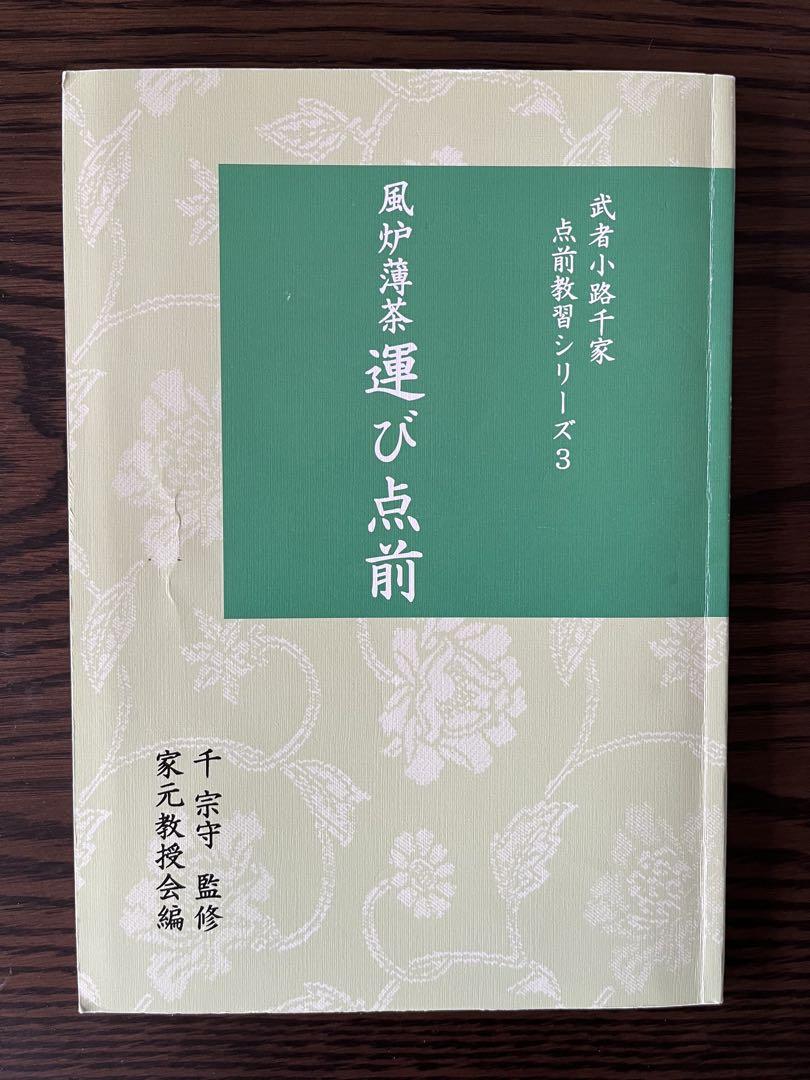 武者小路千家
点前教習シリーズ3
風炉薄茶 運び点前
千 宗守 監修
家元教授会編